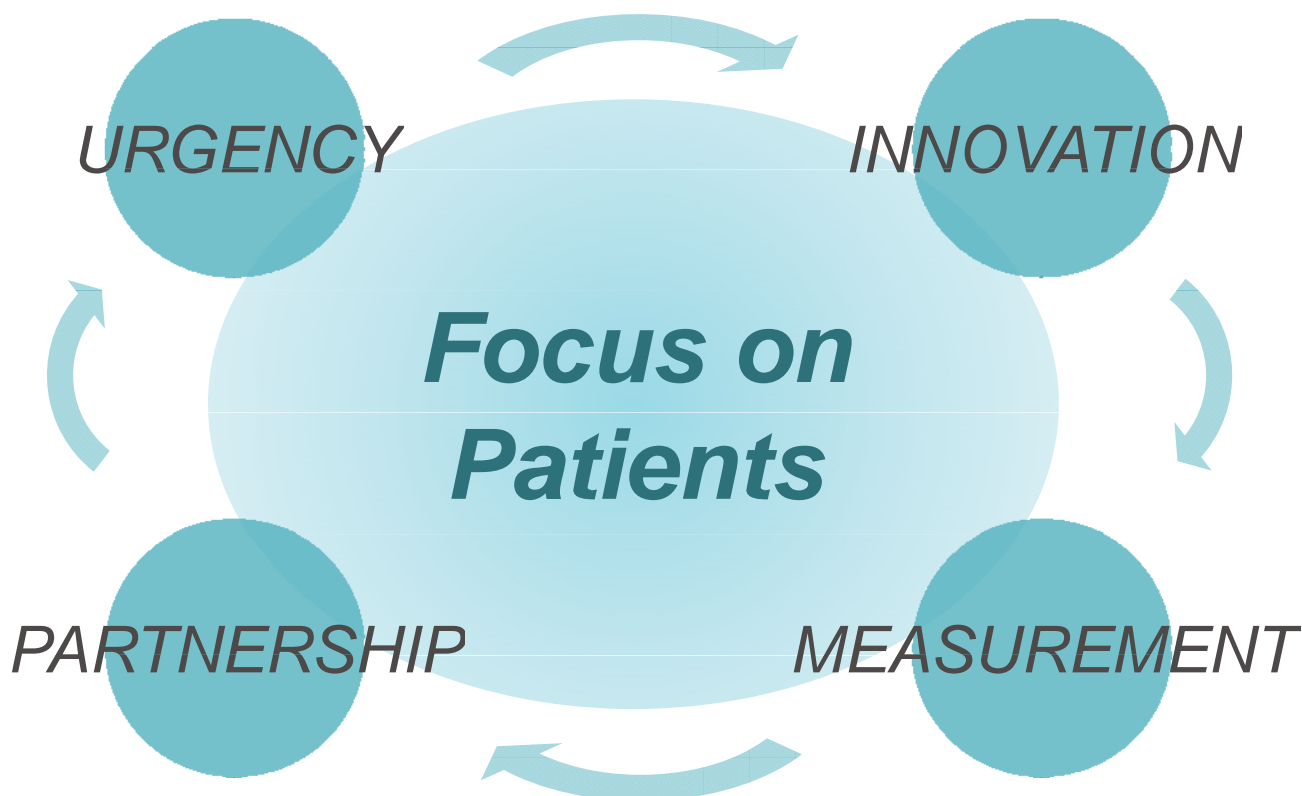 URGENCY
INNOVATION
Focus on
Patients
PARTNERSHIP
MEASUREMENT